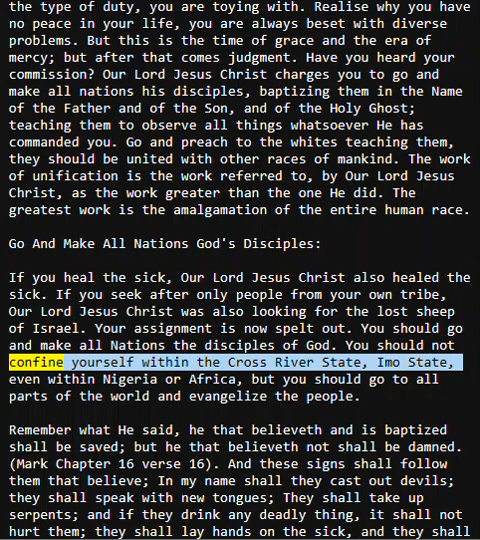 the type of duty, you are toying with. Realise why you have
no peace in your life, you are always beset with diverse
problems. But this is the time of grace and the era of
mercy; but after that comes judgment. Have you heard your
commission? Our Lord Jesus Christ charges you to go and
make all nations his disciples, baptizing them in the Name
of the Father and of the Son, and of the Holy Ghost;
teaching them to observe all things whatsoever He has
commanded you. Go and preach to the whites teaching them,
they should be united with other races of mankind. The work
of unification is the work referred to, by Our Lord Jesus
Christ, as the work greater than the one He did. The
greatest work is the amalgamation of the entire human race.
Go And Make All Nations God's Disciples:
If you heal the sick, Our Lord Jesus Christ also healed the
sick. If you seek after only people from your own tribe,
Our Lord Jesus Christ was also looking for the lost sheep
of Israel. Your assignment is now spelt out. You should go
and make all Nations the disciples of God. You should not
confine yourself within the Cross River State, Imo State,
even within Nigeria or Africa, but you should go to all
parts of the world and evangelize the people.
Remember what He said, he that believeth and is baptized
shall be saved; but he that believeth not shall be damned.
(Mark Chapter 16 verse 16). And these signs shall follow
them that believe; In my name shall they cast out devils;
they shall speak with new tongues; They shall take up
serpents; and if they drink any deadly thing, it shall not
hurt them; they shall lay hands on the sick, and they shall